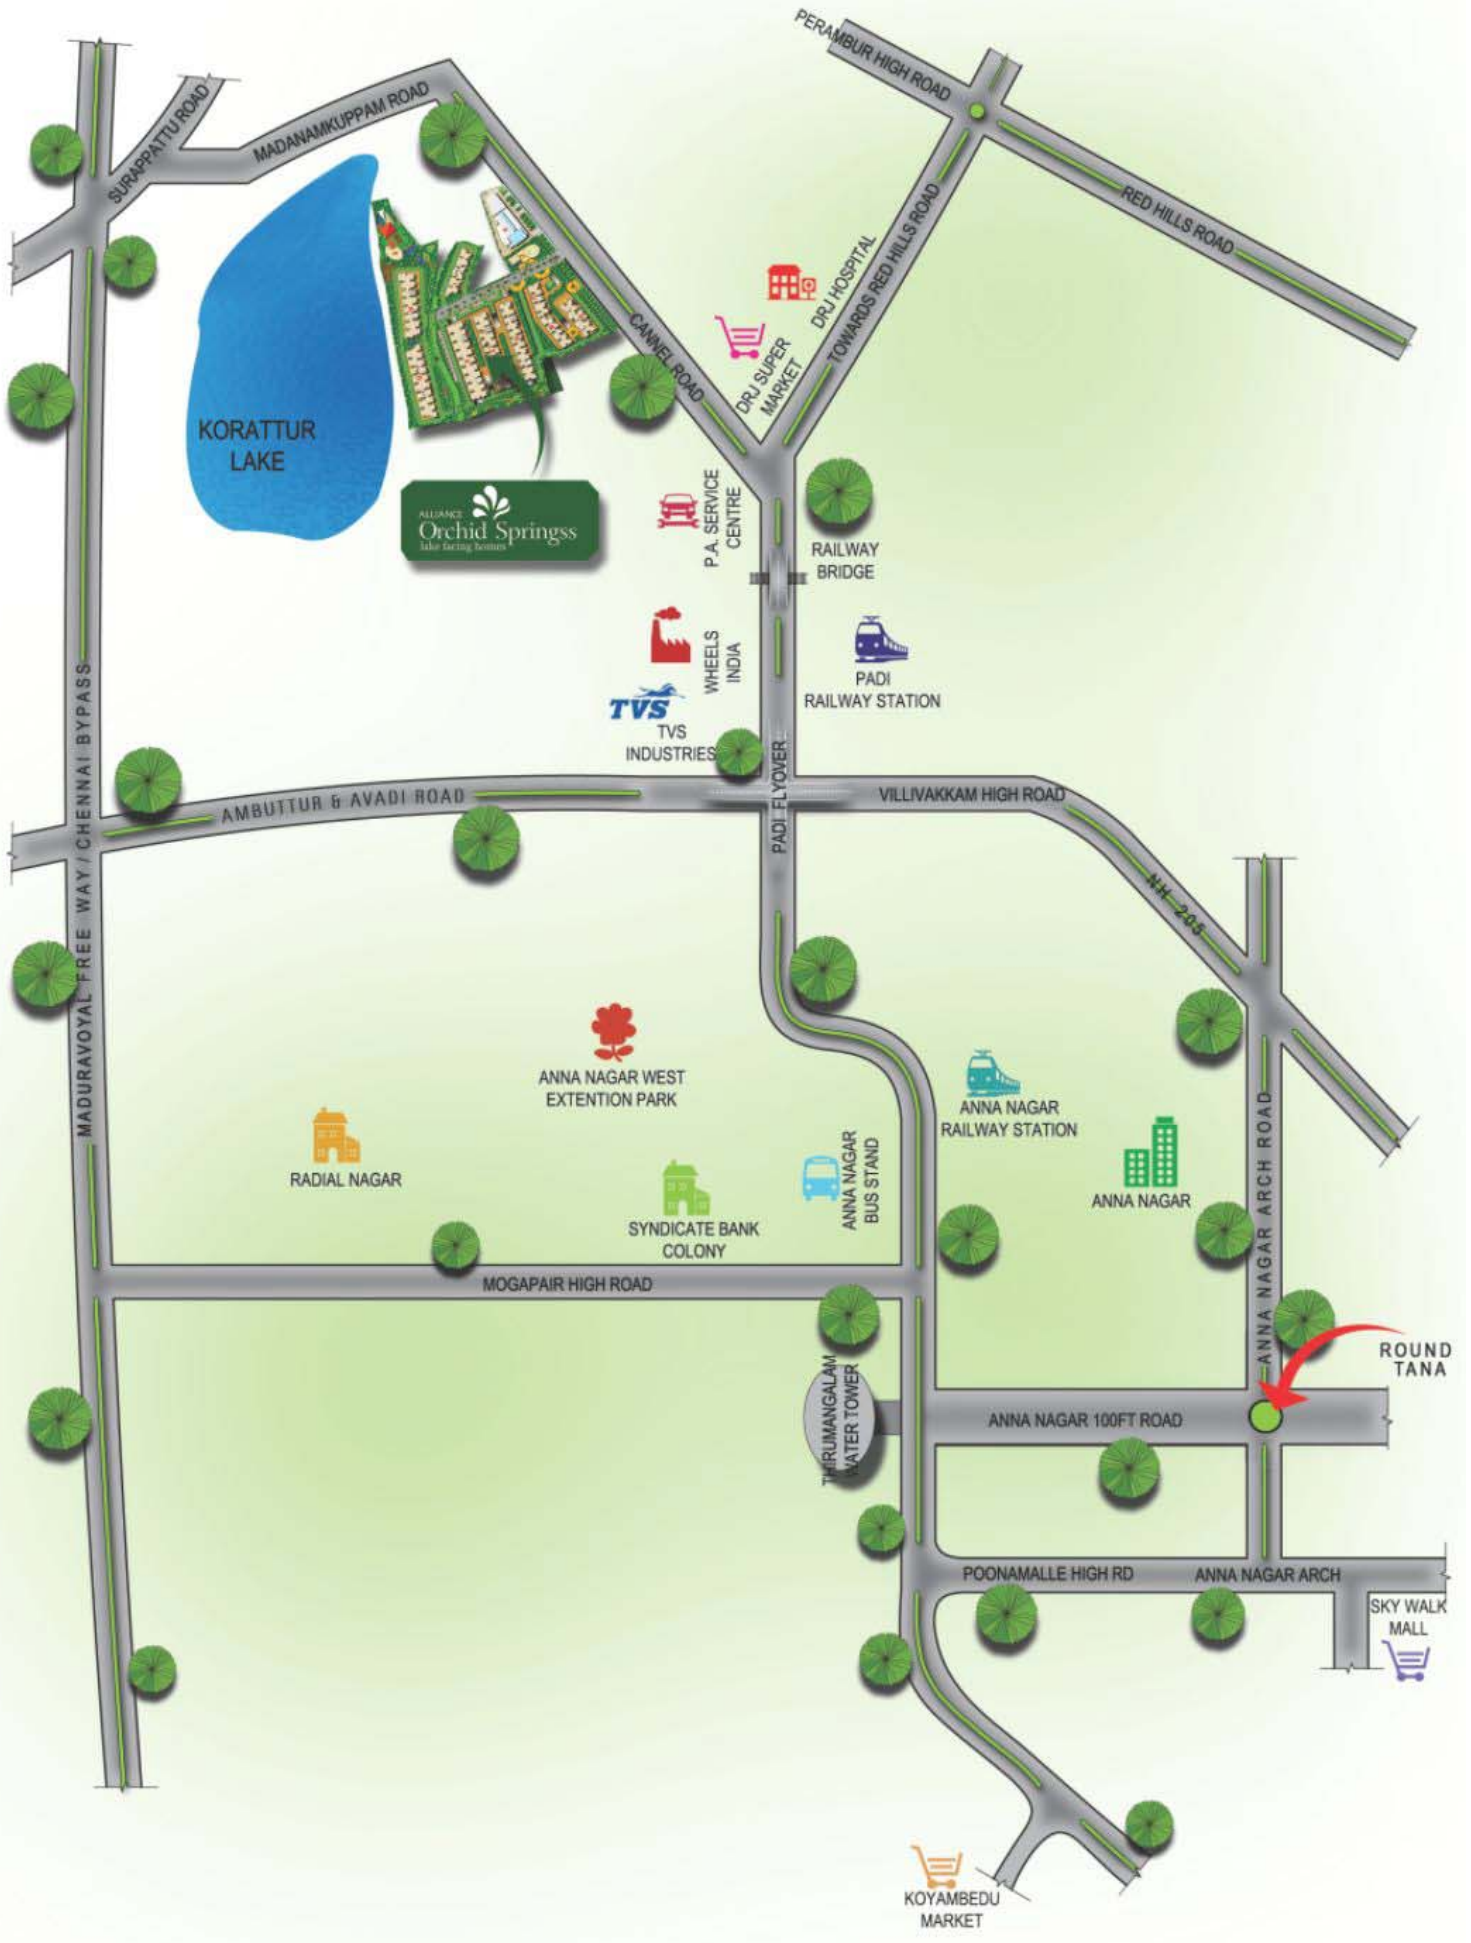 PERAMBUR HIGH ROAD
SURAPPATTU ROAD
MADANAMKUPPAM ROAD
RED HILLS ROAD
TOWARDS RED HILLS ROAD
DRJ HOSPITAL
DRJ SUPER
MARKET
CANNEL ROAD
KORATTUR
LAKE
ALLIANCE
Orchid Springss
lake facing homes
P.A. SERVICE
CENTRE
RAILWAY
BRIDGE
WHEELS
INDIA
PADI
RAILWAY STATION
TVS
TVS
INDUSTRIES
PADI FLYOVER
AMBUTTUR & AVADI ROAD
VILLIVAKKAM HIGH ROAD
NH 205
MADURAVOYAL FREE WAY / CHENNAI BYPASS
ANNA NAGAR WEST
EXTENTION PARK
ANNA NAGAR
RAILWAY STATION
RADIAL NAGAR
SYNDICATE BANK
COLONY
ANNA NAGAR
BUS STAND
ANNA NAGAR
ANNA NAGAR ARCH ROAD
MOGAPAIR HIGH ROAD
ROUND
TANA
THIRUMANGALAM
WATER TOWER
ANNA NAGAR 100FT ROAD
POONAMALLE HIGH RD
ANNA NAGAR ARCH
SKY WALK
MALL
KOYAMBEDU
MARKET